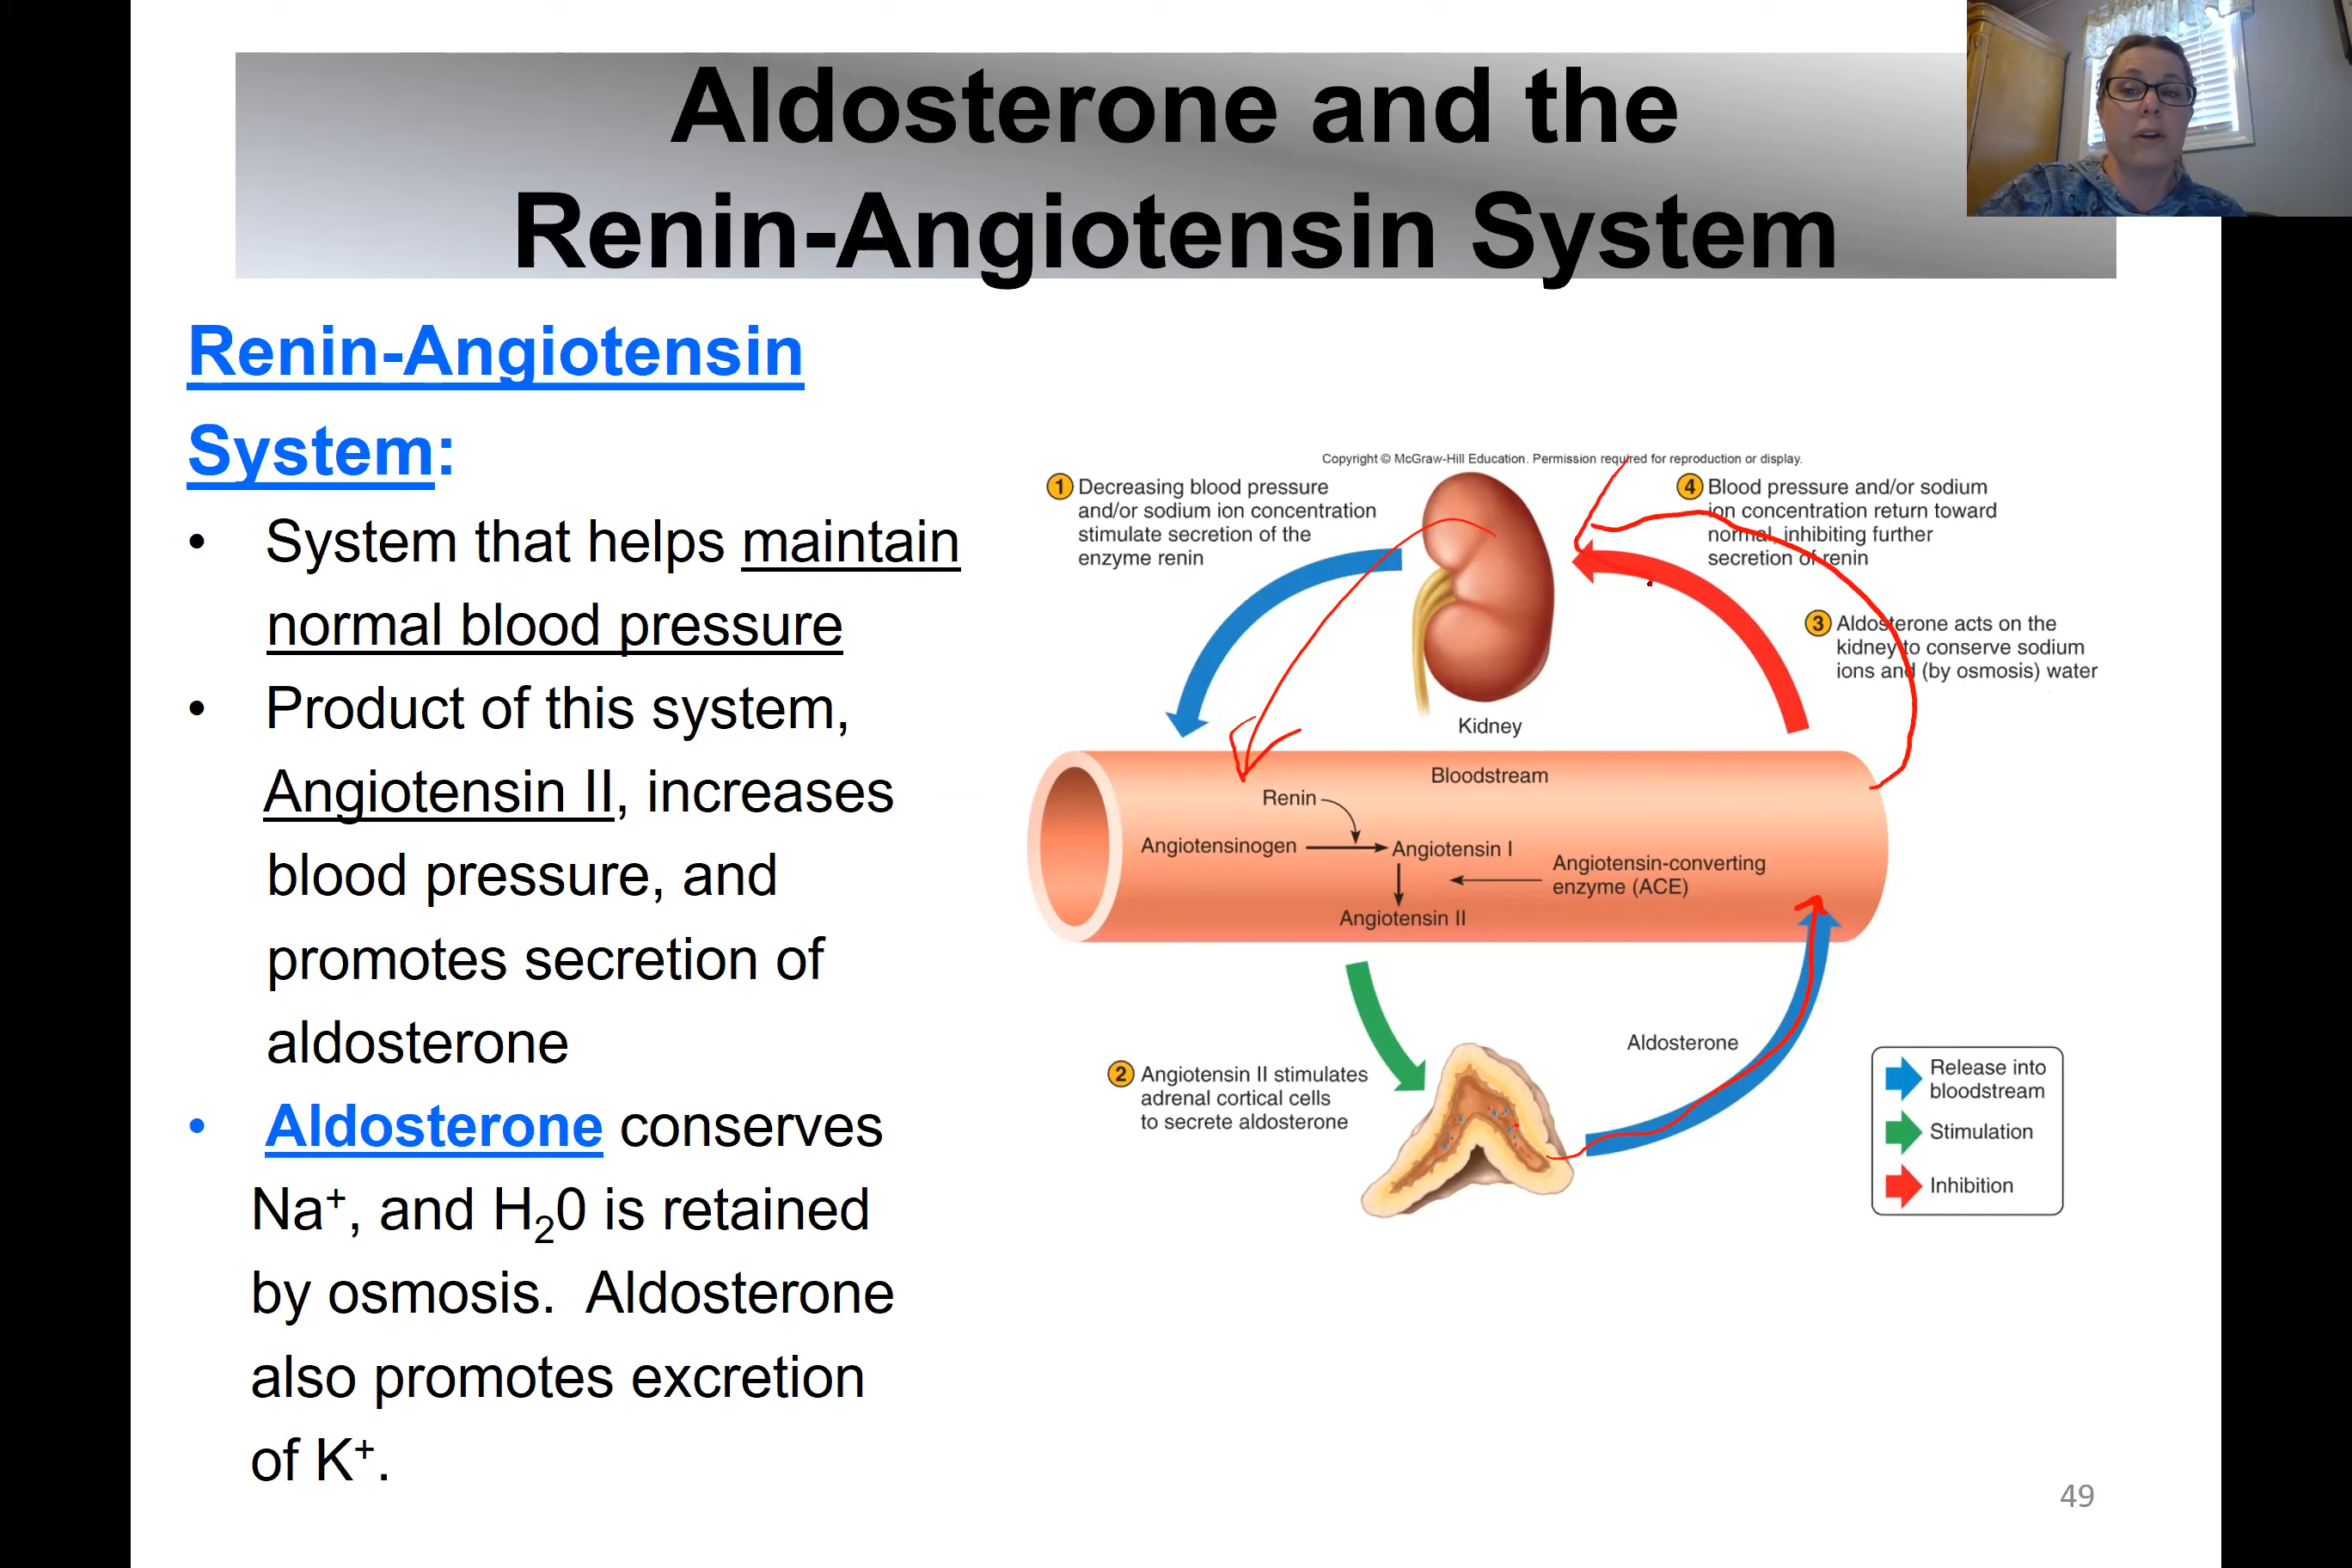 Aldosterone and the
Renin-Angiotensin System
Renin-Angiotensin
System:
• System that helps maintain
normal blood pressure
• Product of this system,
Angiotensin II, increases
blood pressure, and
promotes secretion of
aldosterone
• Aldosterone conserves
Na⁺, and H₂0 is retained
by osmosis. Aldosterone
also promotes excretion
of K⁺.
Copyright © McGraw-Hill Education. Permission required for reproduction or display.
1 Decreasing blood pressure
and/or sodium ion concentration
stimulate secretion of the
enzyme renin
4 Blood pressure and/or sodium
ion concentration return toward
normal, inhibiting further
secretion of renin
3 Aldosterone acts on the
kidney to conserve sodium
ions and (by osmosis) water
Kidney
Bloodstream
Renin
Angiotensinogen
Angiotensin I
Angiotensin-converting
enzyme (ACE)
Angiotensin II
Aldosterone
2 Angiotensin II stimulates
adrenal cortical cells
to secrete aldosterone
Release into
bloodstream
Stimulation
Inhibition
49